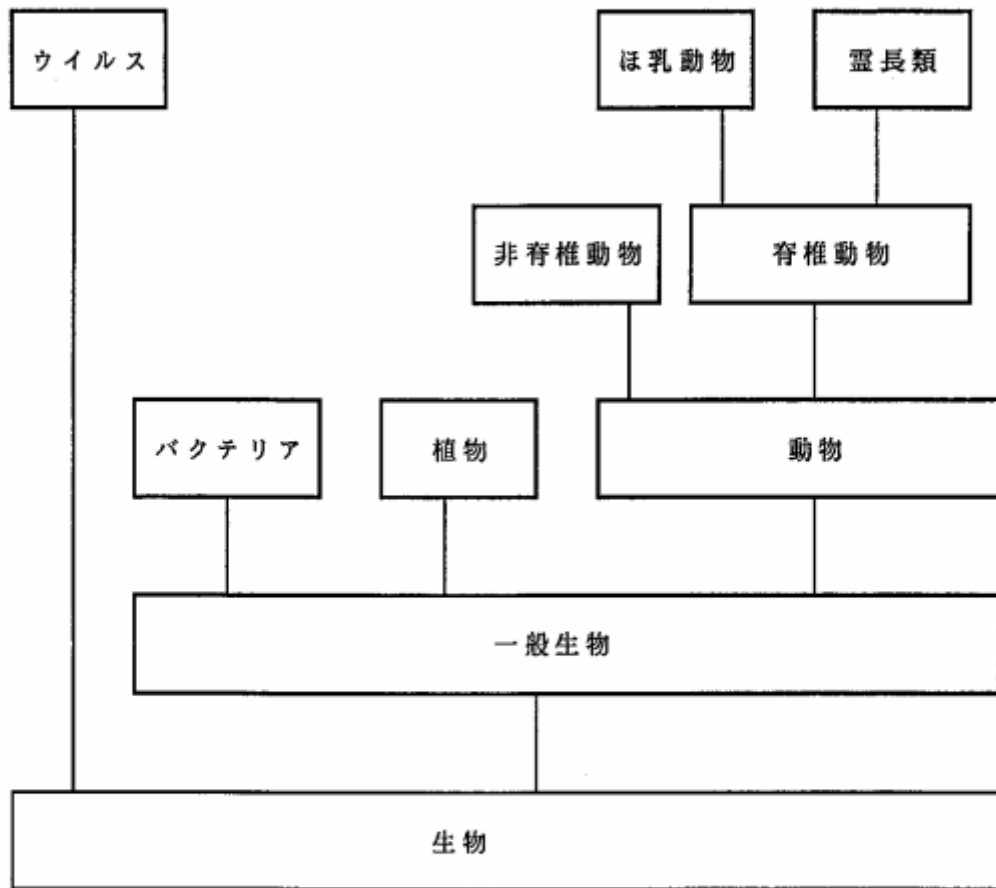 ウイルス
ほ乳動物
霊長類
非脊椎動物
脊椎動物
バクテリア
植物
動物
一般生物
生物